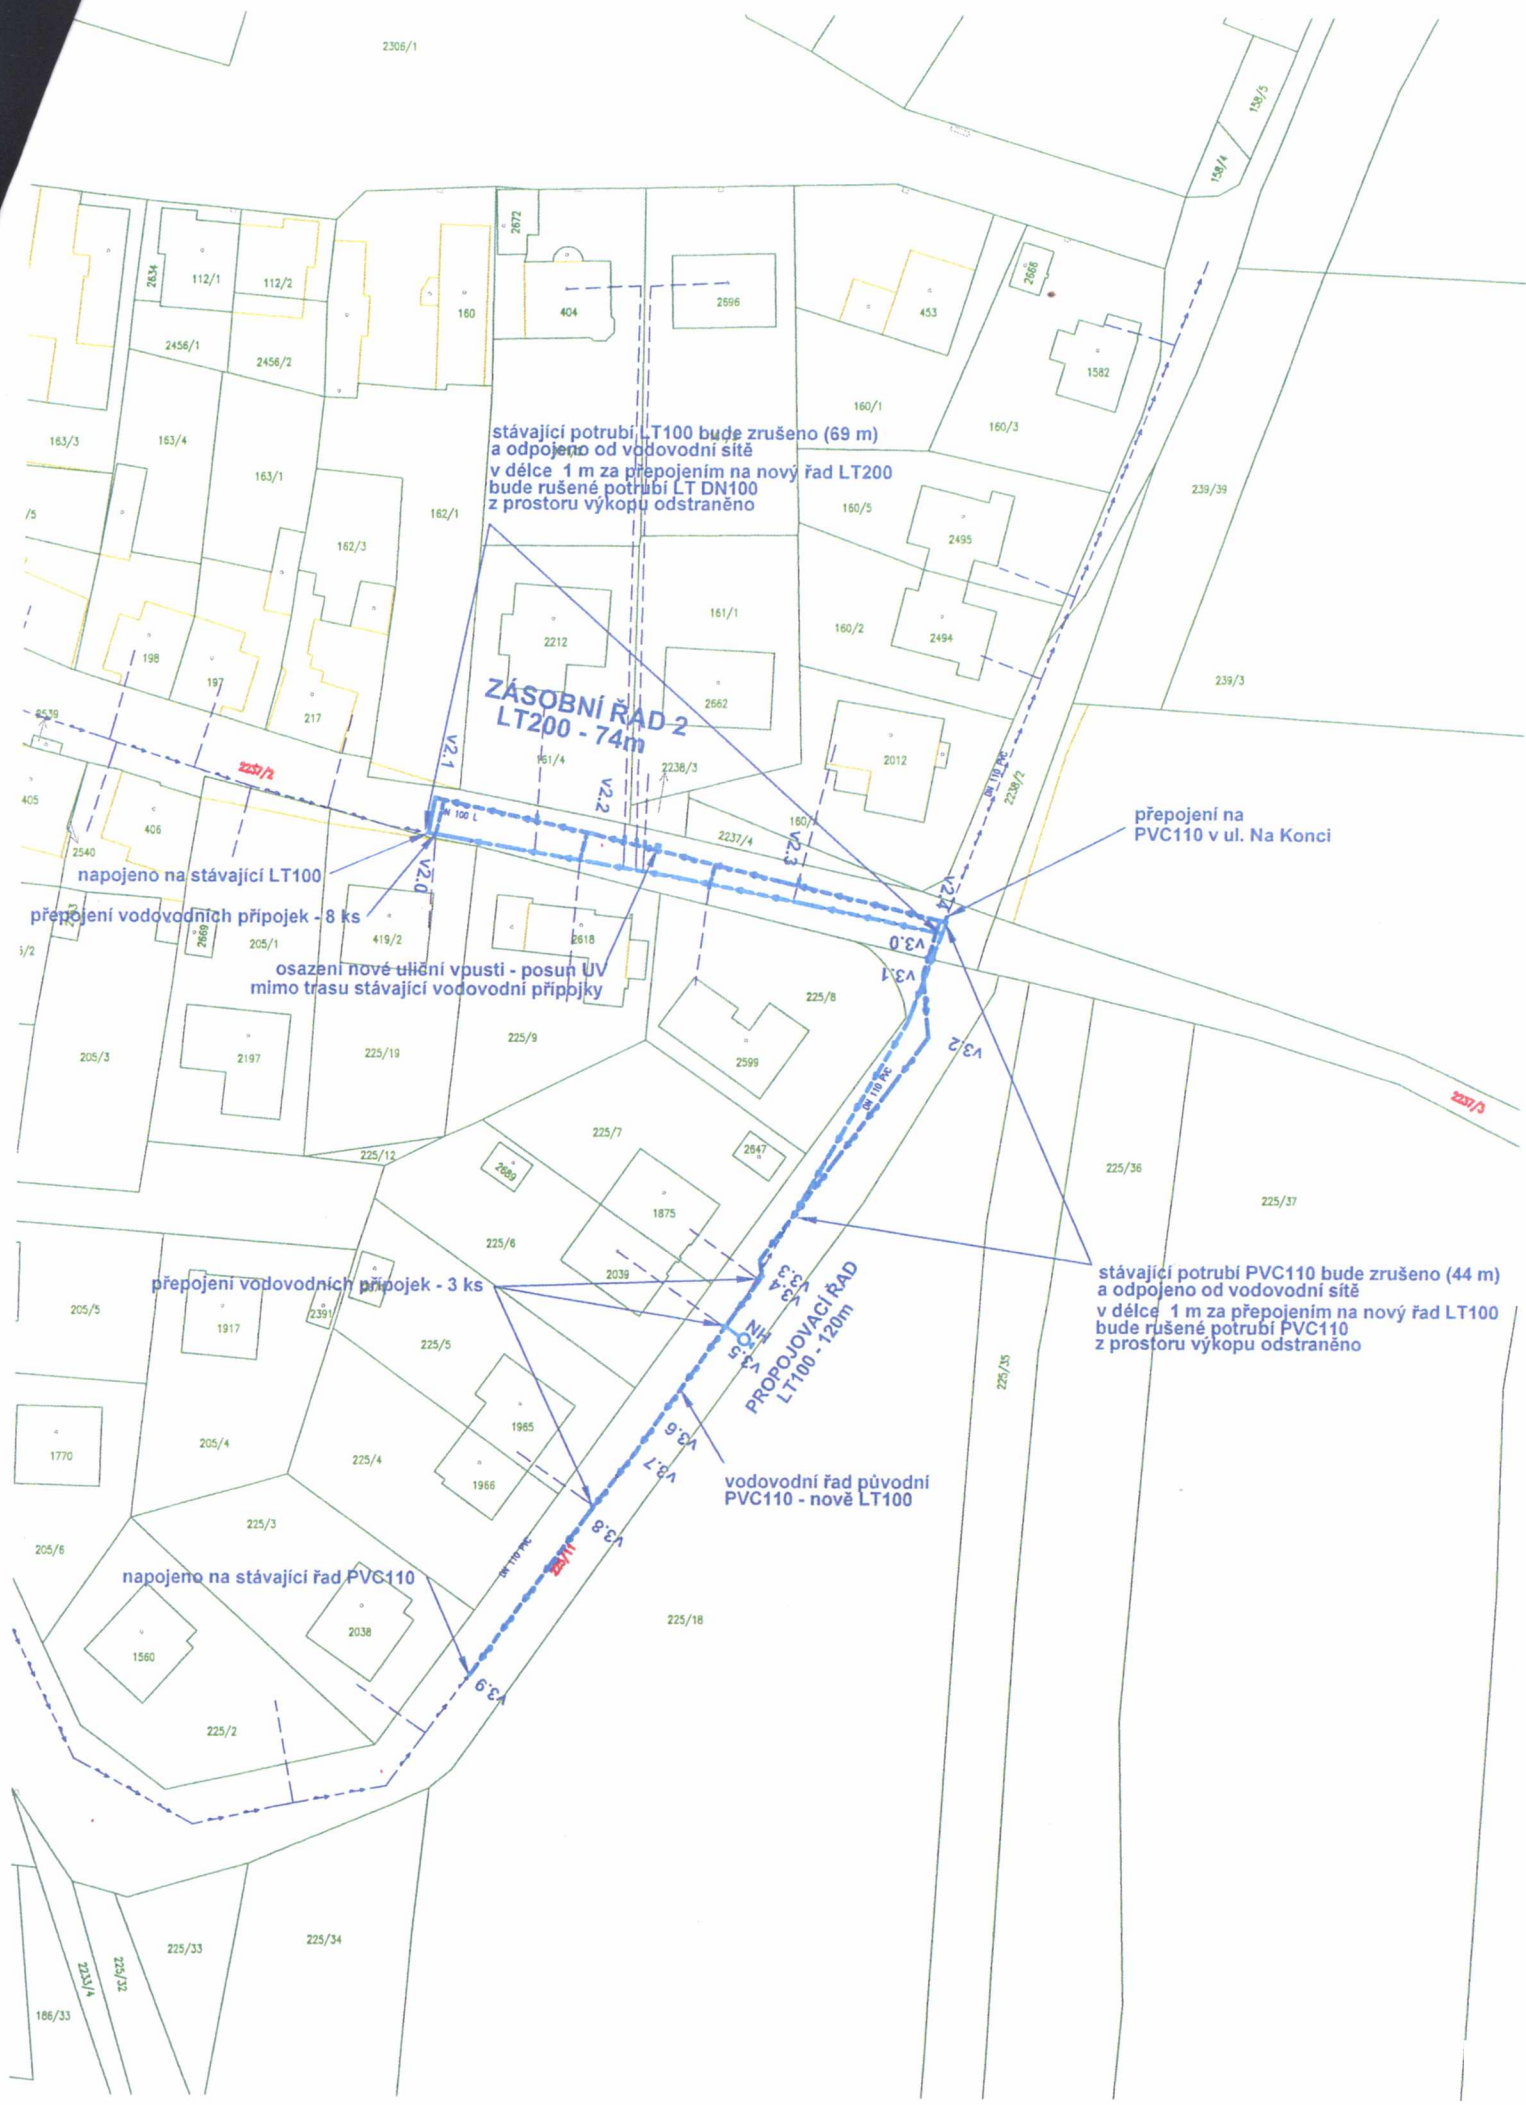 2306/1
158/5
158/4
2672
2634
112/1
112/2
160
404
2696
453
2668
1582
2456/1
2456/2
160/1
160/3
163/3
163/4
163/1
162/1
162/3
stávající potrubí LT100 bude zrušeno (69 m)
a odpojeno od vodovodní sítě
v délce 1 m za přepojením na nový řad LT200
bude rušené potrubí LT DN100
z prostoru výkopu odstraněno
239/39
160/5
2495
/5
161/1
160/2
2494
2212
198
197
217
2662
239/3
ZÁSOBNÍ ŘAD 2
LT200 - 74m
2539
2237/2
v2.1
161/4
2238/3
2012
DN 110 PVC
2238/2
v2.2
405
406
2540
2237/4
v2.3
v2.4
přepojení na
PVC110 v ul. Na Konci
napojeno na stávající LT100
v2.0
přepojení vodovodních přípojek - 8 ks
2669
205/1
419/2
2618
v3.0
v3.1
osazení nové uliční vpusti - posun UV
mimo trasu stávající vodovodní přípojky
225/8
205/3
2197
225/19
225/9
2599
v3.2
DN 110 PVC
2237/3
225/7
2647
225/12
2689
225/36
225/37
1875
225/6
2039
přepojení vodovodních přípojek - 3 ks
v3.3
v3.4
HN2
v3.5
PROPOJOVACÍ ŘAD
LT100 - 120m
stávající potrubí PVC110 bude zrušeno (44 m)
a odpojeno od vodovodní sítě
v délce 1 m za přepojením na nový řad LT100
bude rušené potrubí PVC110
z prostoru výkopu odstraněno
205/5
1917
2391
225/5
225/35
1770
205/4
225/4
1965
1966
v3.6
v3.7
vodovodní řad původní
PVC110 - nově LT100
225/3
v3.8
205/6
DN 110 PVC
225/11
napojeno na stávající řad PVC110
1560
2038
225/18
v3.9
225/2
225/33
225/34
2233/4
225/32
186/33